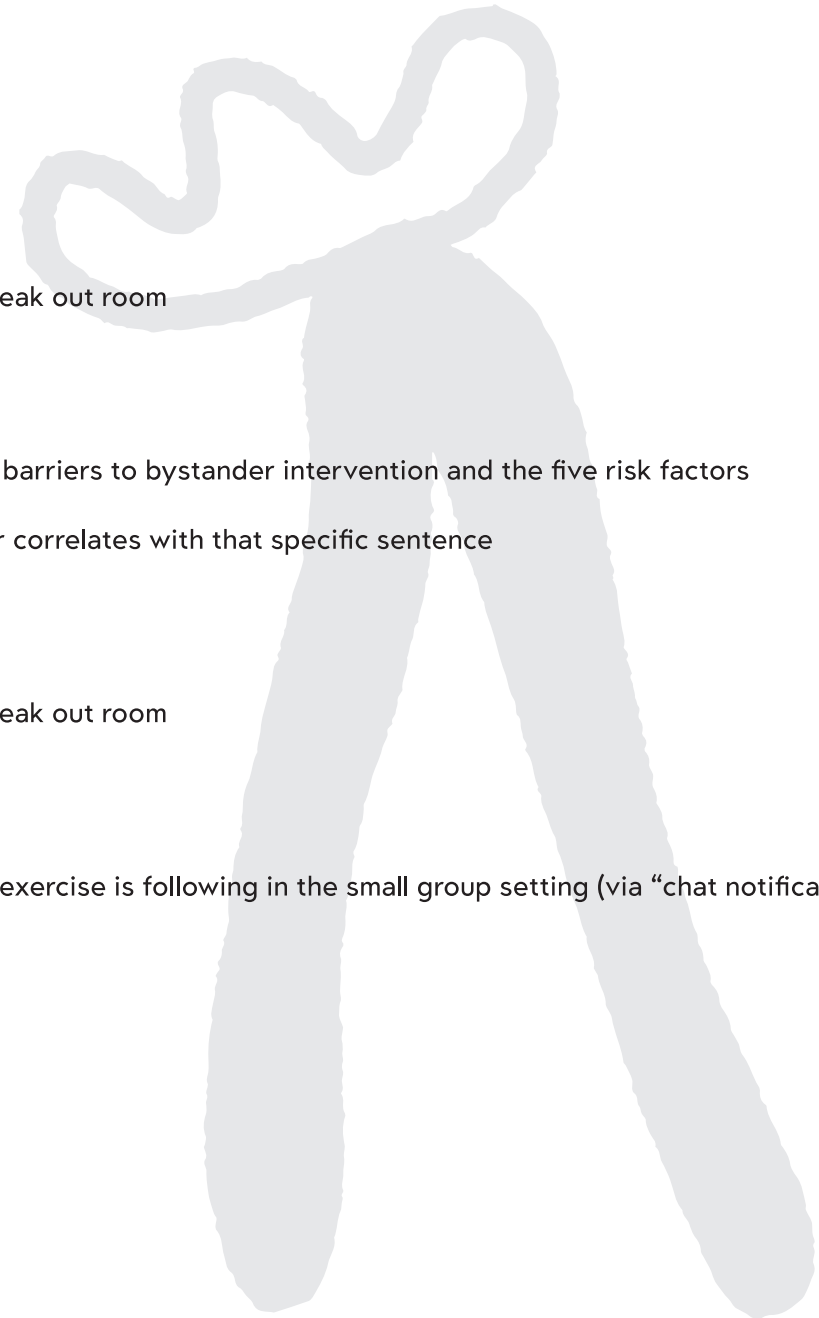 eak out room
barriers to bystander intervention and the five risk factors
r correlates with that specific sentence
eak out room
exercise is following in the small group setting (via “chat notifica